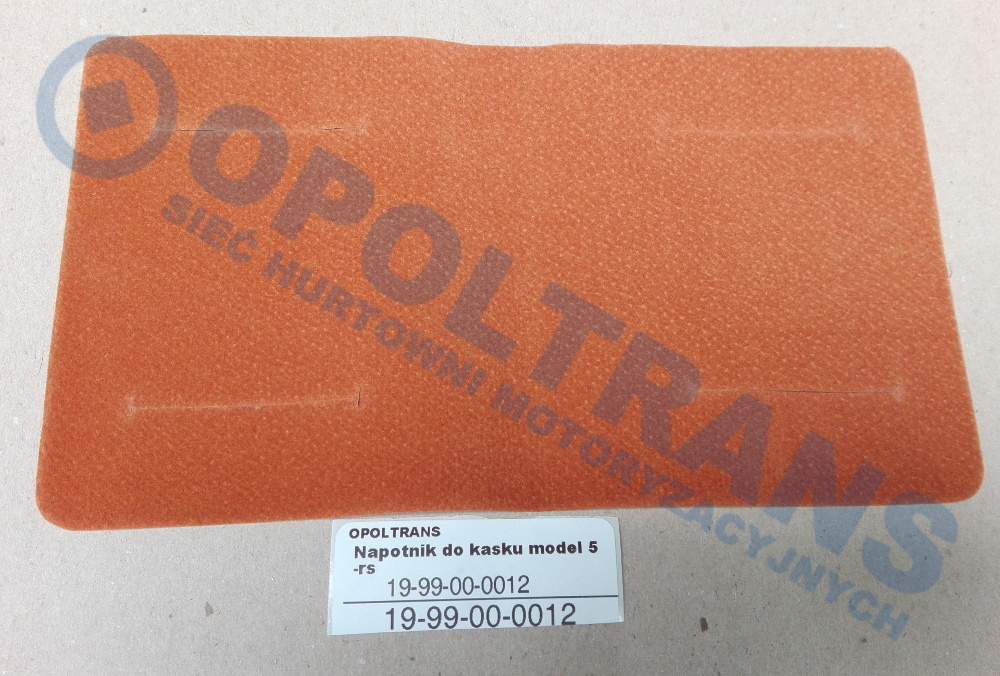 OPOLTRANS
SIEĆ HURTOWNI MOTORYZACYJNYCH
OPOLTRANS
Napotnik do kasku model 5
-rs
19-99-00-0012
19-99-00-0012